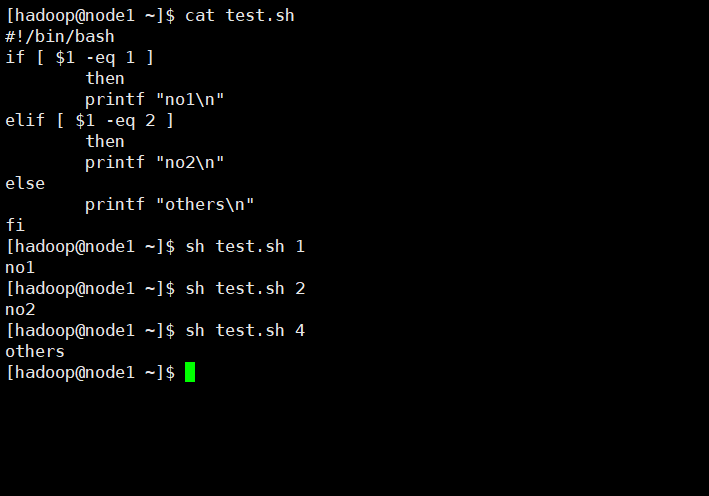 [hadoop@node1 ~]$ cat test.sh
#!/bin/bash
if [ $1 -eq 1 ]
        then
        printf "no1\n"
elif [ $1 -eq 2 ]
        then
        printf "no2\n"
else
        printf "others\n"
fi
[hadoop@node1 ~]$ sh test.sh 1
no1
[hadoop@node1 ~]$ sh test.sh 2
no2
[hadoop@node1 ~]$ sh test.sh 4
others
[hadoop@node1 ~]$